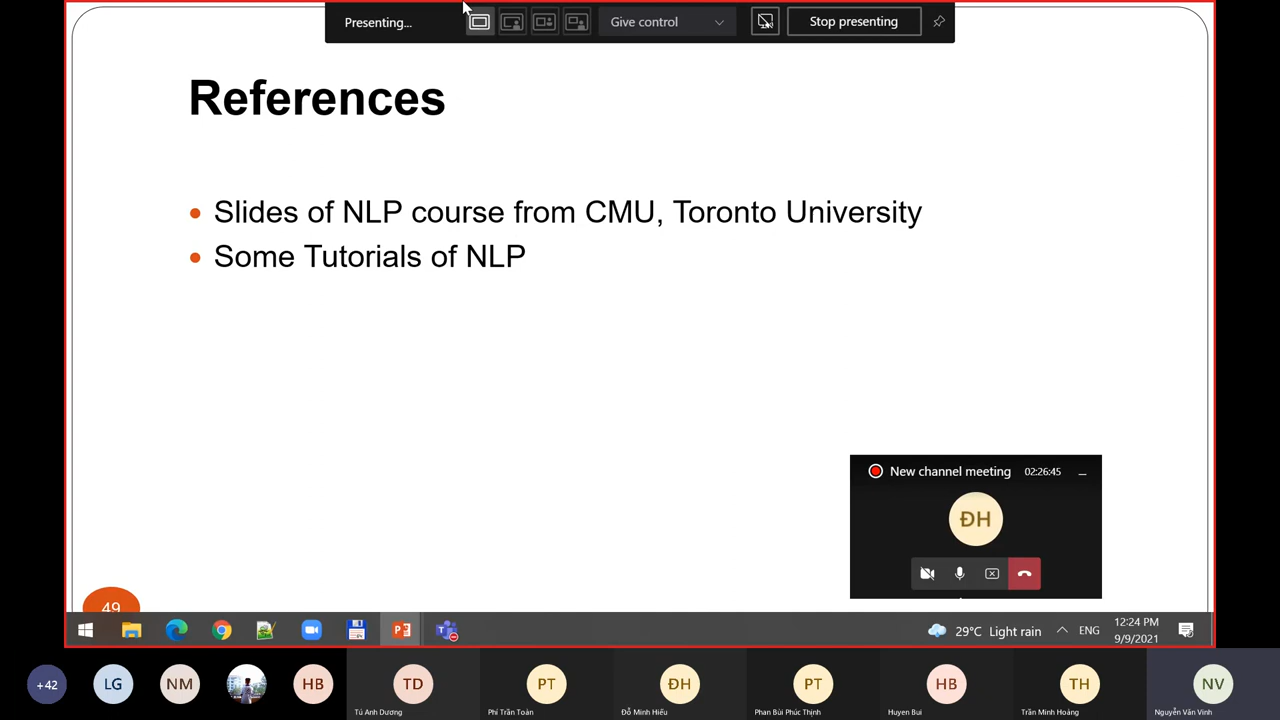 Presenting...
Give control
Stop presenting
References
Slides of NLP course from CMU, Toronto University
Some Tutorials of NLP
New channel meeting 02:26:45
ĐH
49
29°C Light rain
ENG
12:24 PM
9/9/2021
+42
LG
NM
HB
TD
PT
ĐH
PT
HB
TH
NV
Tú Anh Dương
Phí Trần Toàn
Đỗ Minh Hiếu
Phan Bùi Phúc Thịnh
Huyen Bui
Trần Minh Hoàng
Nguyễn Văn Vinh